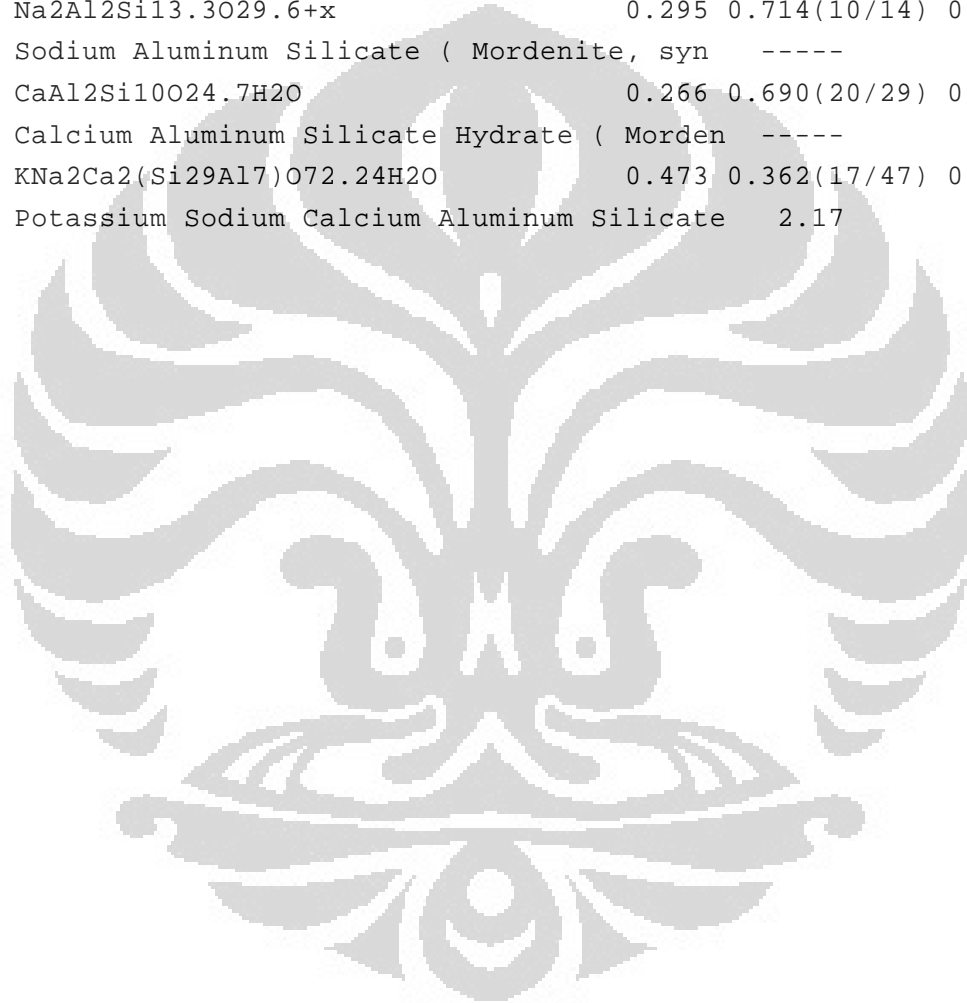 Na2Al2Si13.3O29.6+x 0.295 0.714(10/14) 0
Sodium Aluminum Silicate ( Mordenite, syn -----
CaAl2Si10O24.7H2O 0.266 0.690(20/29) 0
Calcium Aluminum Silicate Hydrate ( Morden -----
KNa2Ca2(Si29Al7)O72.24H2O 0.473 0.362(17/47) 0
Potassium Sodium Calcium Aluminum Silicate 2.17